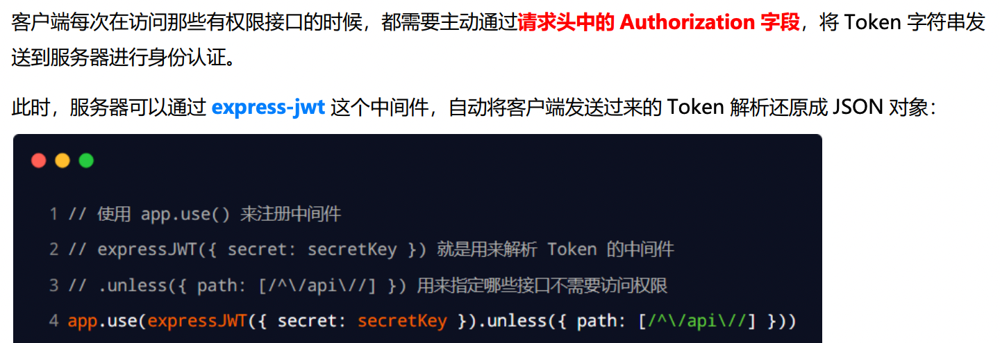 客户端每次在访问那些有权限接口的时候，都需要主动通过请求头中的 Authorization 字段，将 Token 字符串发
送到服务器进行身份认证。
此时，服务器可以通过 express-jwt 这个中间件，自动将客户端发送过来的 Token 解析还原成 JSON 对象：
1 // 使用 app.use() 来注册中间件
2 // expressJWT({ secret: secretKey }) 就是用来解析 Token 的中间件
3 // .unless({ path: [/^\/api\//] }) 用来指定哪些接口不需要访问权限
4 app.use(expressJWT({ secret: secretKey }).unless({ path: [/^\/api\//] }))